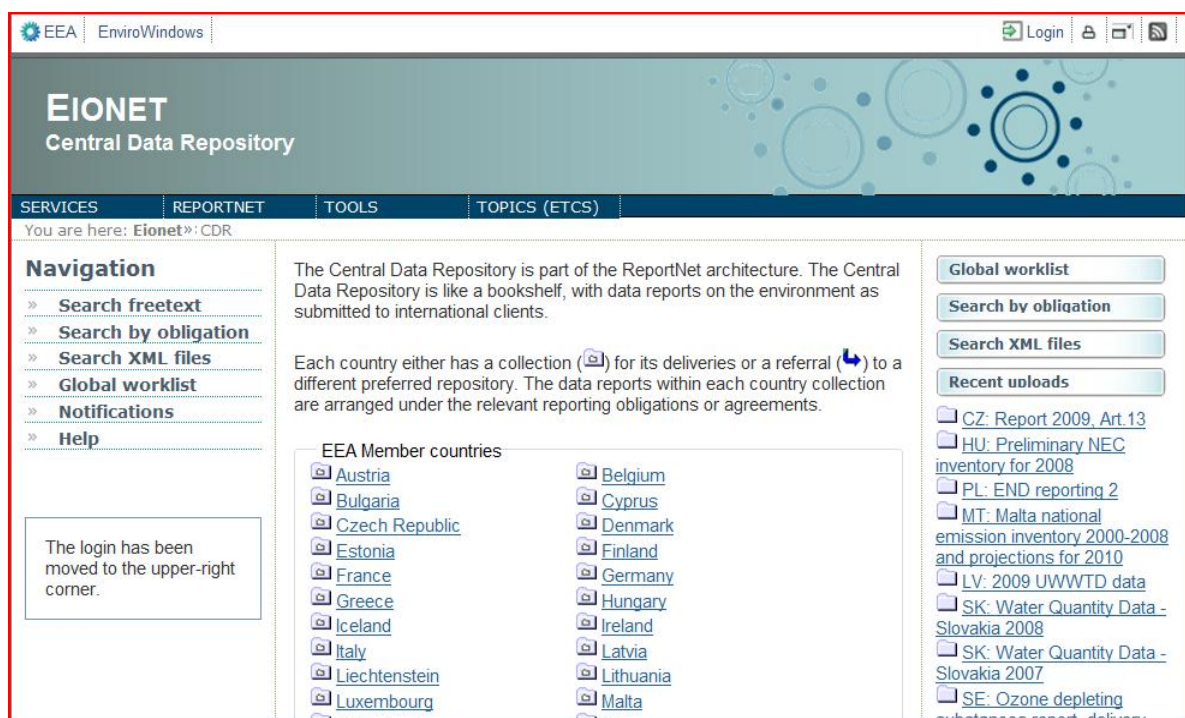 EEA EnviroWindows Login
EIONET
Central Data Repository
SERVICES REPORTNET TOOLS TOPICS (ETCS)
You are here: Eionet»CDR
Navigation
» Search freetext
» Search by obligation
» Search XML files
» Global worklist
» Notifications
» Help
The login has been
moved to the upper-right
corner.
The Central Data Repository is part of the ReportNet architecture. The Central
Data Repository is like a bookshelf, with data reports on the environment as
submitted to international clients.
Each country either has a collection ( ) for its deliveries or a referral ( ) to a
different preferred repository. The data reports within each country collection
are arranged under the relevant reporting obligations or agreements.
EEA Member countries
Austria Belgium
Bulgaria Cyprus
Czech Republic Denmark
Estonia Finland
France Germany
Greece Hungary
Iceland Ireland
Italy Latvia
Liechtenstein Lithuania
Luxembourg Malta
Global worklist
Search by obligation
Search XML files
Recent uploads
CZ: Report 2009, Art.13
HU: Preliminary NEC
inventory for 2008
PL: END reporting 2
MT: Malta national
emission inventory 2000-2008
and projections for 2010
LV: 2009 UWWTD data
SK: Water Quantity Data -
Slovakia 2008
SK: Water Quantity Data -
Slovakia 2007
SE: Ozone depleting